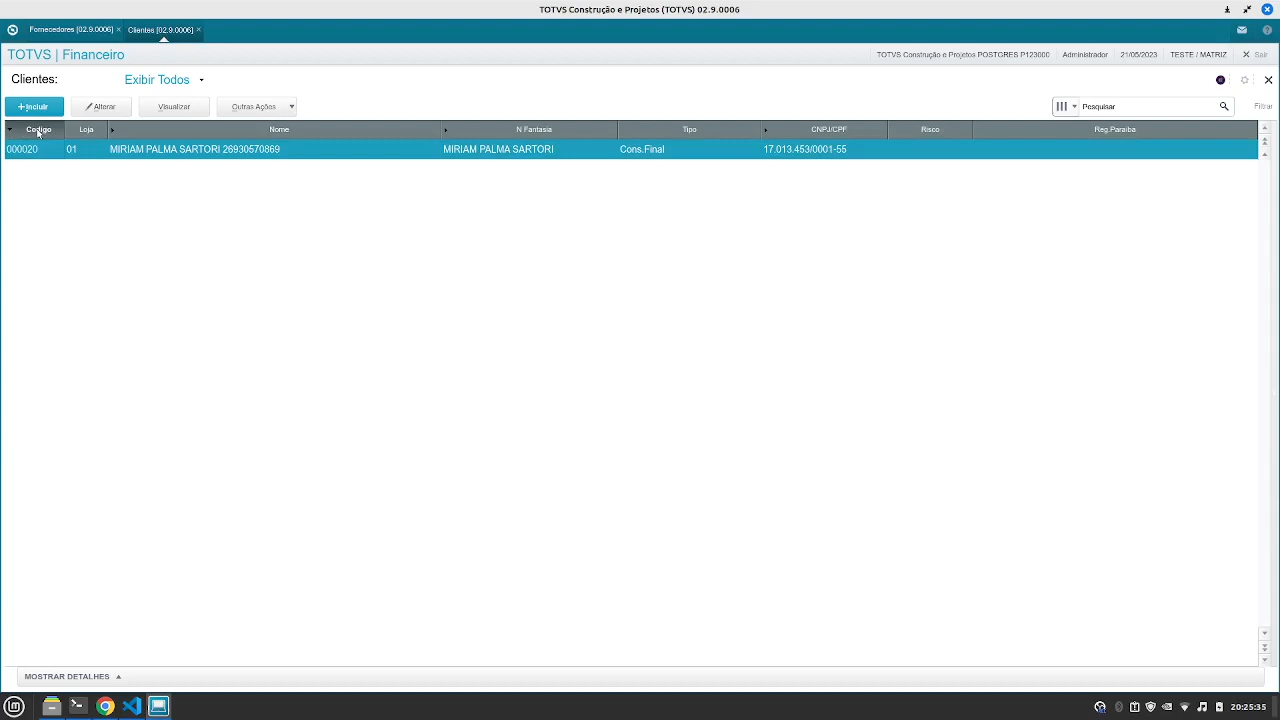 TOTVS Construção e Projetos (TOTVS) 02.9.0006
Fornecedores [02.9.0006] × Clientes [02.9.0006] ×
TOTVS | Financeiro
TOTVS Construção e Projetos POSTGRES P123000 Administrador 21/05/2023 TESTE / MATRIZ Sair
Clientes: Exibir Todos
+Incluir Alterar Visualizar Outras Ações Pesquisar Filtrar
Codigo Loja Nome N Fantasia Tipo CNPJ/CPF Risco Reg.Paraiba
000020 01 MIRIAM PALMA SARTORI 26930570869 MIRIAM PALMA SARTORI Cons.Final 17.013.453/0001-55
MOSTRAR DETALHES
20:25:35